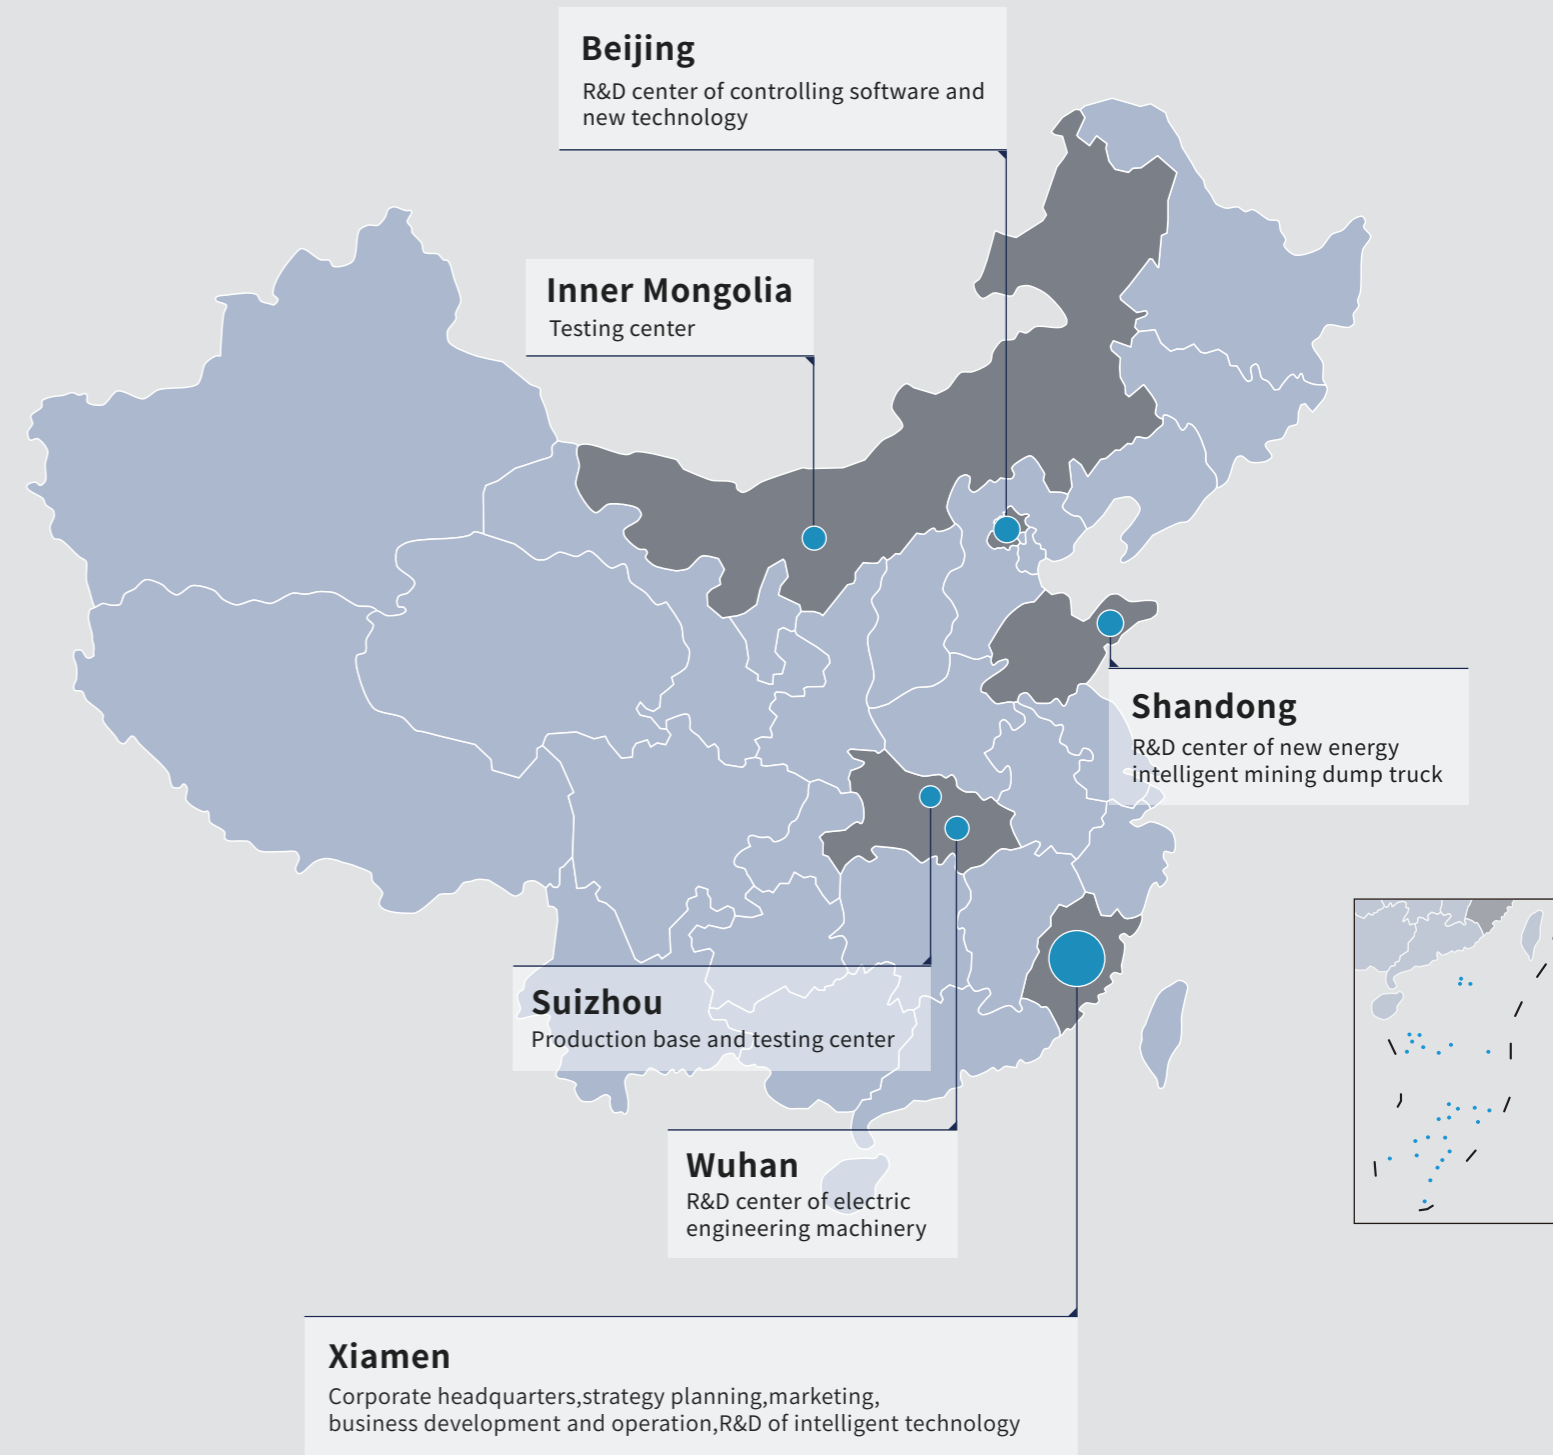 Beijing
R&D center of controlling software and
new technology
Inner Mongolia
Testing center
Shandong
R&D center of new energy
intelligent mining dump truck
Suizhou
Production base and testing center
Wuhan
R&D center of electric
engineering machinery
Xiamen
Corporate headquarters,strategy planning,marketing,
business development and operation,R&D of intelligent technology